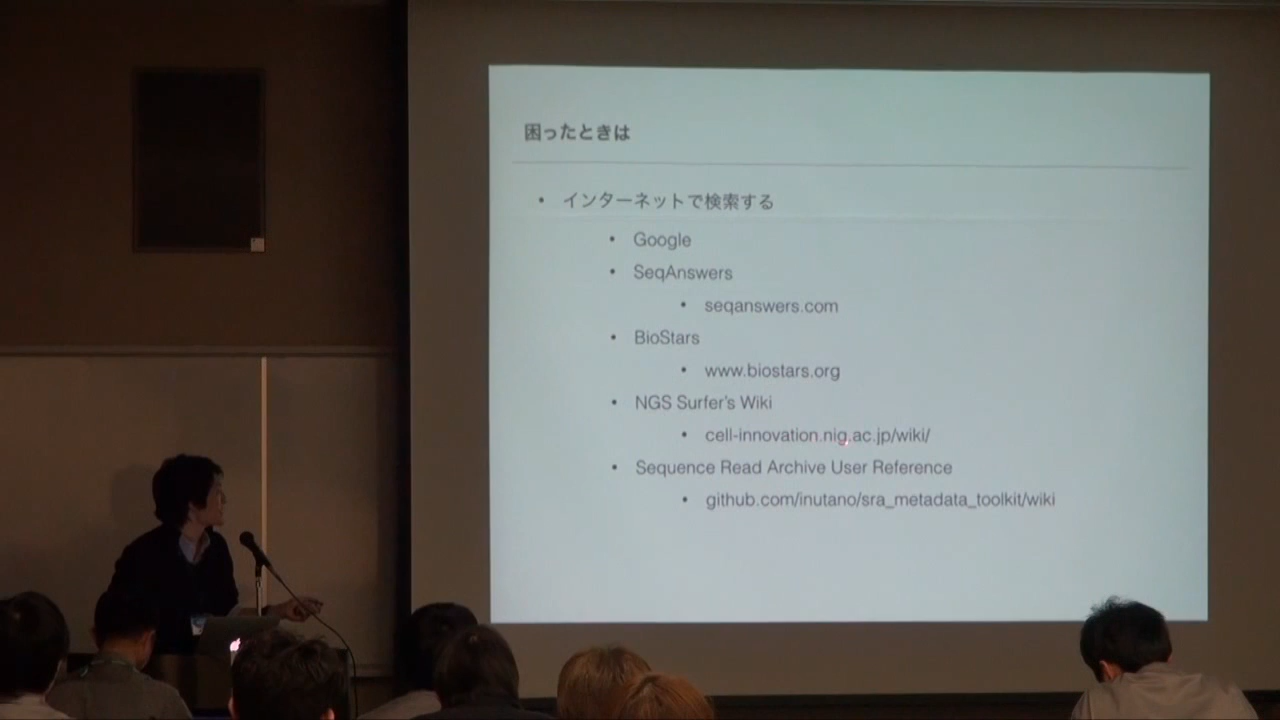 困ったときは
• インターネットで検索する
• Google
• SeqAnswers
• seqanswers.com
• BioStars
• www.biostars.org
• NGS Surfer's Wiki
• cell-innovation.nig.ac.jp/wiki/
• Sequence Read Archive User Reference
• github.com/inutano/sra_metadata_toolkit/wiki